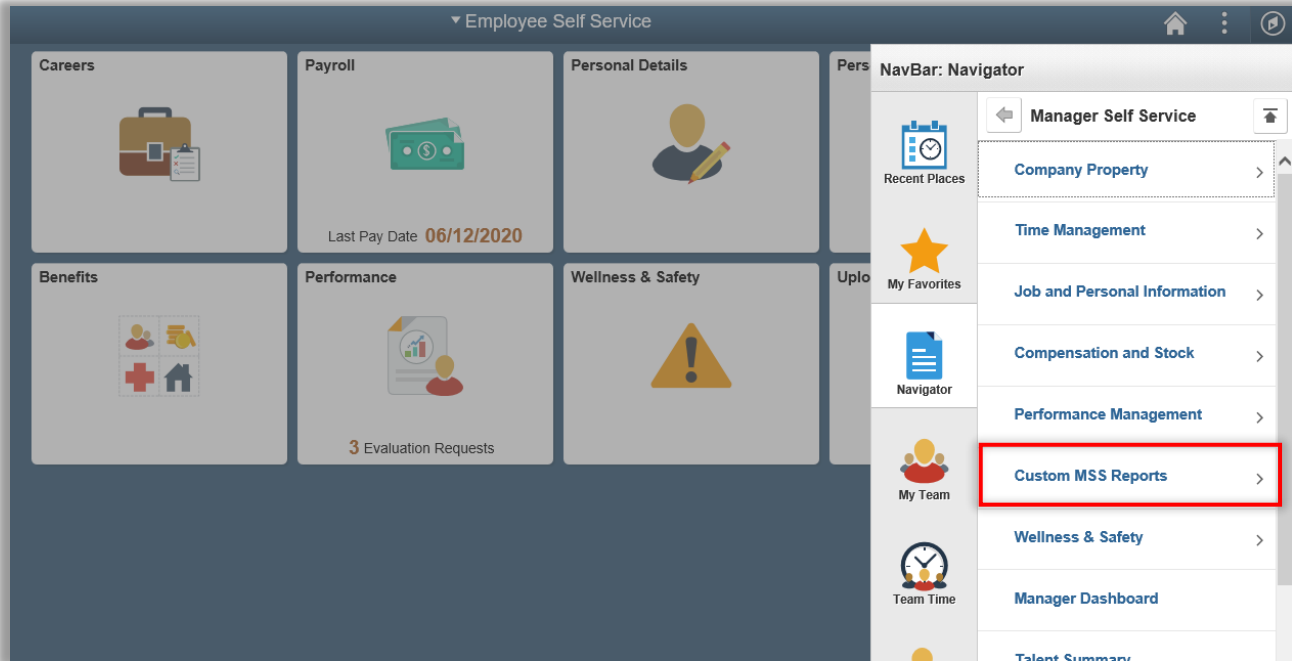 Employee Self Service
Careers
Payroll
Last Pay Date 06/12/2020
Personal Details
Pers
Benefits
Performance
3 Evaluation Requests
Wellness & Safety
Uplo
NavBar: Navigator
Recent Places
My Favorites
Navigator
My Team
Team Time
Manager Self Service
Company Property
Time Management
Job and Personal Information
Compensation and Stock
Performance Management
Custom MSS Reports
Wellness & Safety
Manager Dashboard
Talent Summary